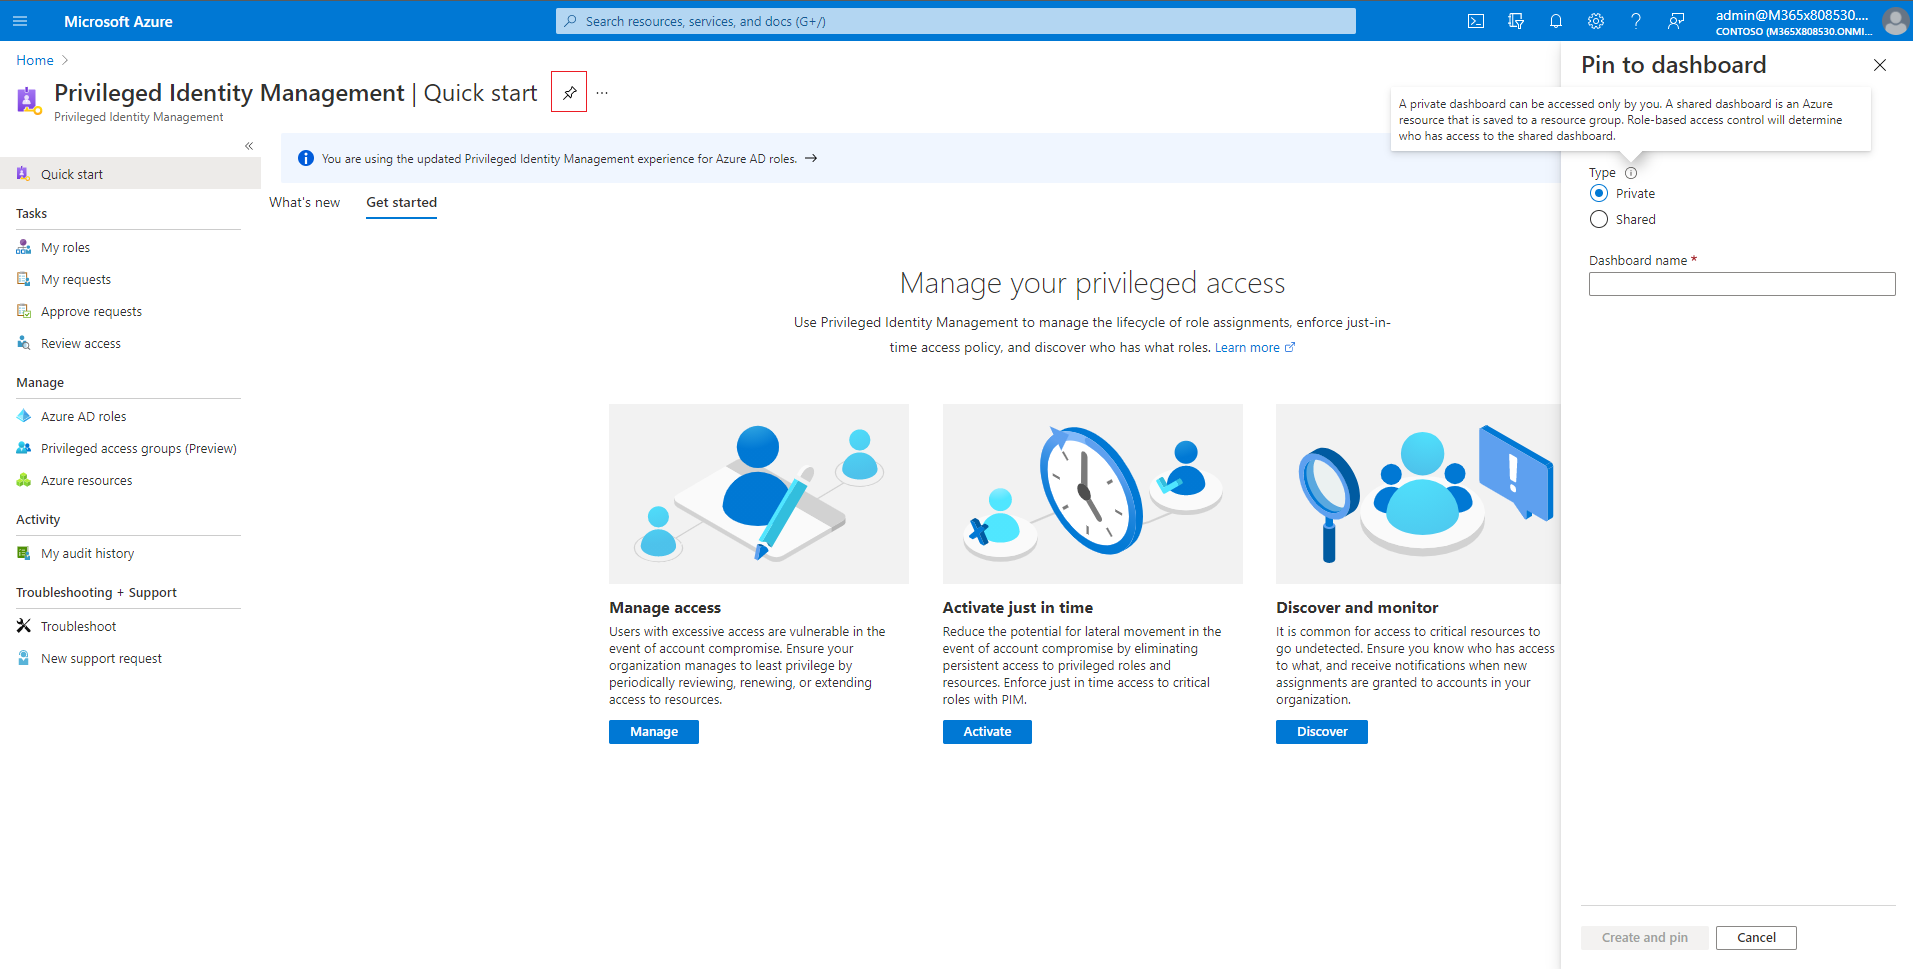 Microsoft Azure
Search resources, services, and docs (G+/)
admin@M365x808530....
CONTOSO (M365X808530.ONMI...
Home
Privileged Identity Management | Quick start
...
Privileged Identity Management
«
Quick start
Tasks
My roles
My requests
Approve requests
Review access
Manage
Azure AD roles
Privileged access groups (Preview)
Azure resources
Activity
My audit history
Troubleshooting + Support
Troubleshoot
New support request
You are using the updated Privileged Identity Management experience for Azure AD roles. →
What's new
Get started
Manage your privileged access
Use Privileged Identity Management to manage the lifecycle of role assignments, enforce just-in-
time access policy, and discover who has what roles. Learn more
Manage access
Users with excessive access are vulnerable in the
event of account compromise. Ensure your
organization manages to least privilege by
periodically reviewing, renewing, or extending
access to resources.
Manage
Activate just in time
Reduce the potential for lateral movement in the
event of account compromise by eliminating
persistent access to privileged roles and
resources. Enforce just in time access to critical
roles with PIM.
Activate
Discover and monitor
It is common for access to critical resources to
go undetected. Ensure you know who has access
to what, and receive notifications when new
assignments are granted to accounts in your
organization.
Discover
Pin to dashboard
A private dashboard can be accessed only by you. A shared dashboard is an Azure
resource that is saved to a resource group. Role-based access control will determine
who has access to the shared dashboard.
Type
Private
Shared
Dashboard name *
Create and pin
Cancel